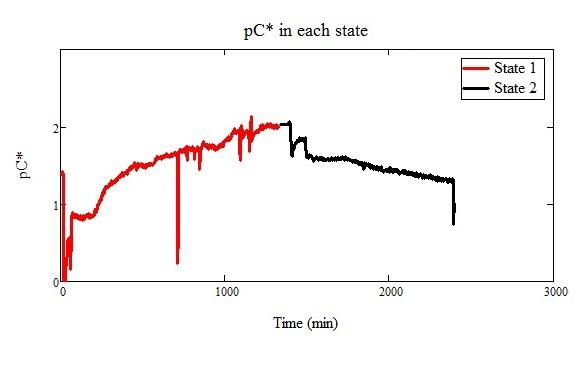 pC* in each state
State 1
State 2
2
pC*
1
0
0
1000
2000
3000
Time (min)